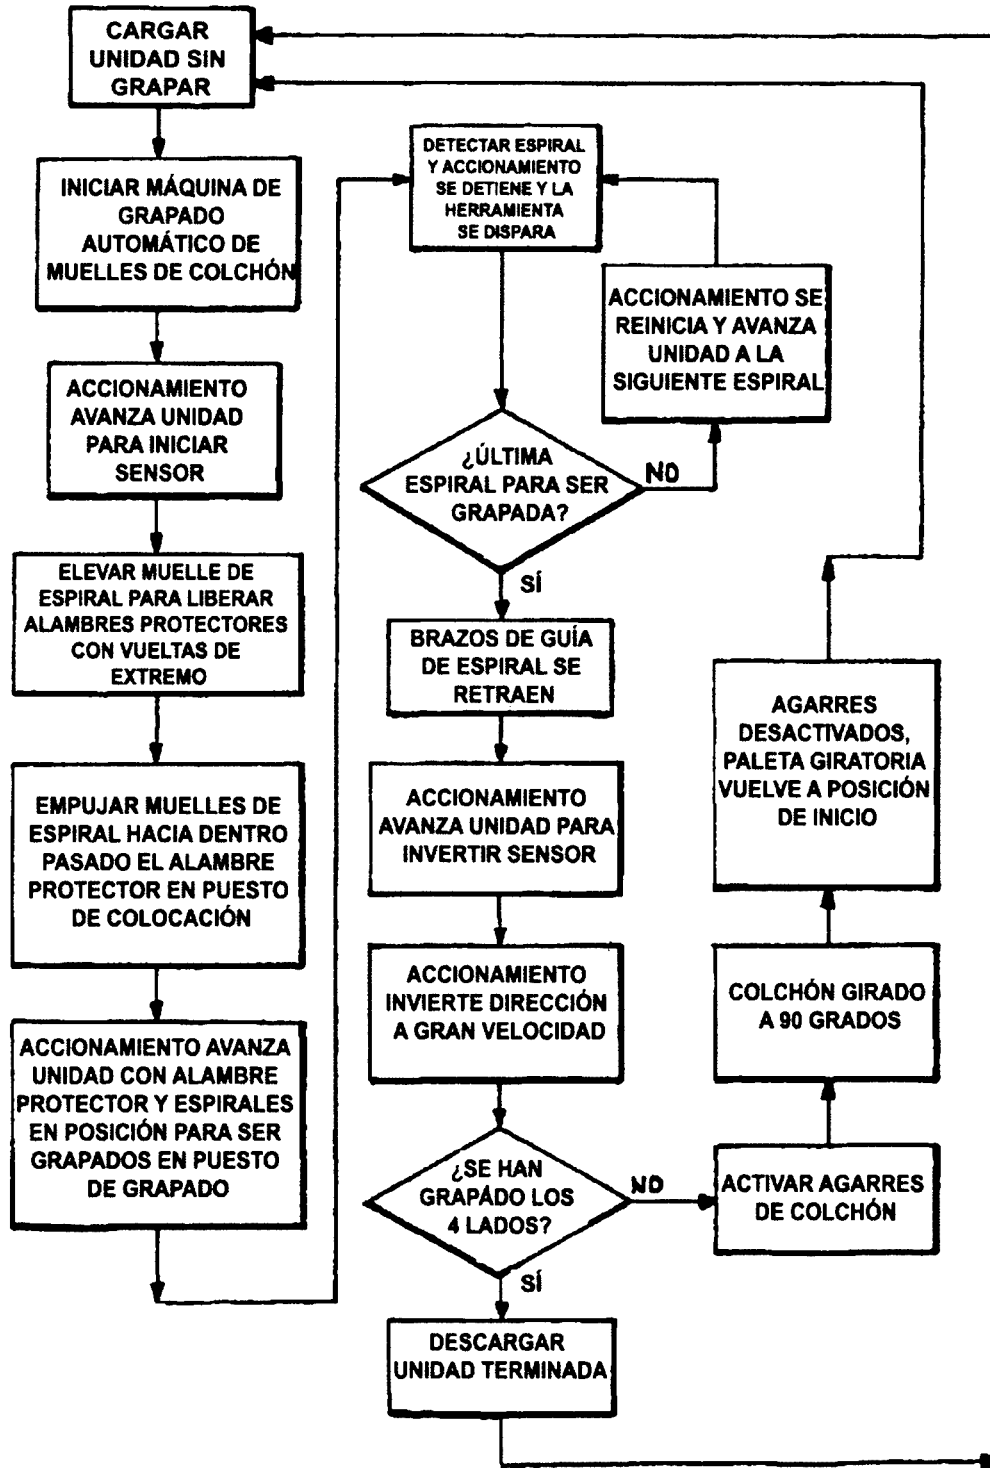 CARGAR
UNIDAD SIN
GRAPAR
INICIAR MÁQUINA DE
GRAPADO
AUTOMÁTICO DE
MUELLES DE COLCHÓN
ACCIONAMIENTO
AVANZA UNIDAD
PARA INICIAR
SENSOR
ELEVAR MUELLE DE
ESPIRAL PARA LIBERAR
ALAMBRES PROTECTORES
CON VUELTAS DE
EXTREMO
EMPUJAR MUELLES DE
ESPIRAL HACIA DENTRO
PASADO EL ALAMBRE
PROTECTOR EN PUESTO
DE COLOCACIÓN
ACCIONAMIENTO AVANZA
UNIDAD CON ALAMBRE
PROTECTOR Y ESPIRALES
EN POSICIÓN PARA SER
GRAPADOS EN PUESTO
DE GRAPADO
DETECTAR ESPIRAL
Y ACCIONAMIENTO
SE DETIENE Y LA
HERRAMIENTA
SE DISPARA
ACCIONAMIENTO SE
REINICIA Y AVANZA
UNIDAD A LA
SIGUIENTE ESPIRAL
¿ÚLTIMA
ESPIRAL PARA SER
GRAPADA?
NO
SÍ
BRAZOS DE GUÍA
DE ESPIRAL SE
RETRAEN
ACCIONAMIENTO
AVANZA UNIDAD PARA
INVERTIR SENSOR
ACCIONAMIENTO
INVIERTE DIRECCIÓN
A GRAN VELOCIDAD
¿SE HAN
GRAPÁDO LOS
4 LADOS?
NO
SÍ
DESCARGAR
UNIDAD TERMINADA
ACTIVAR AGARRES
DE COLCHÓN
COLCHÓN GIRADO
A 90 GRADOS
AGARRES
DESACTIVADOS,
PALETA GIRATORIA
VUELVE A POSICIÓN
DE INICIO